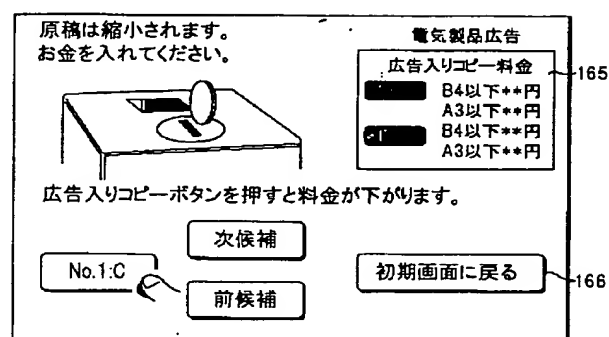 原稿は縮小されます。
お金を入れてください。
電気製品広告
広告入りコピー料金
165
B4以下**円
A3以下**円
B4以下**円
A3以下**円
広告入りコピーボタンを押すと料金が下がります。
次候補
No.1:C
前候補
初期画面に戻る
166